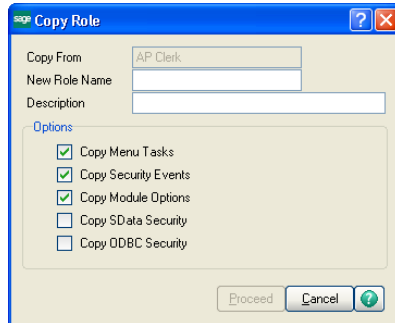 sage Copy Role
Copy From AP Clerk
New Role Name
Description
Options
Copy Menu Tasks
Copy Security Events
Copy Module Options
Copy SData Security
Copy ODBC Security
Proceed Cancel ?